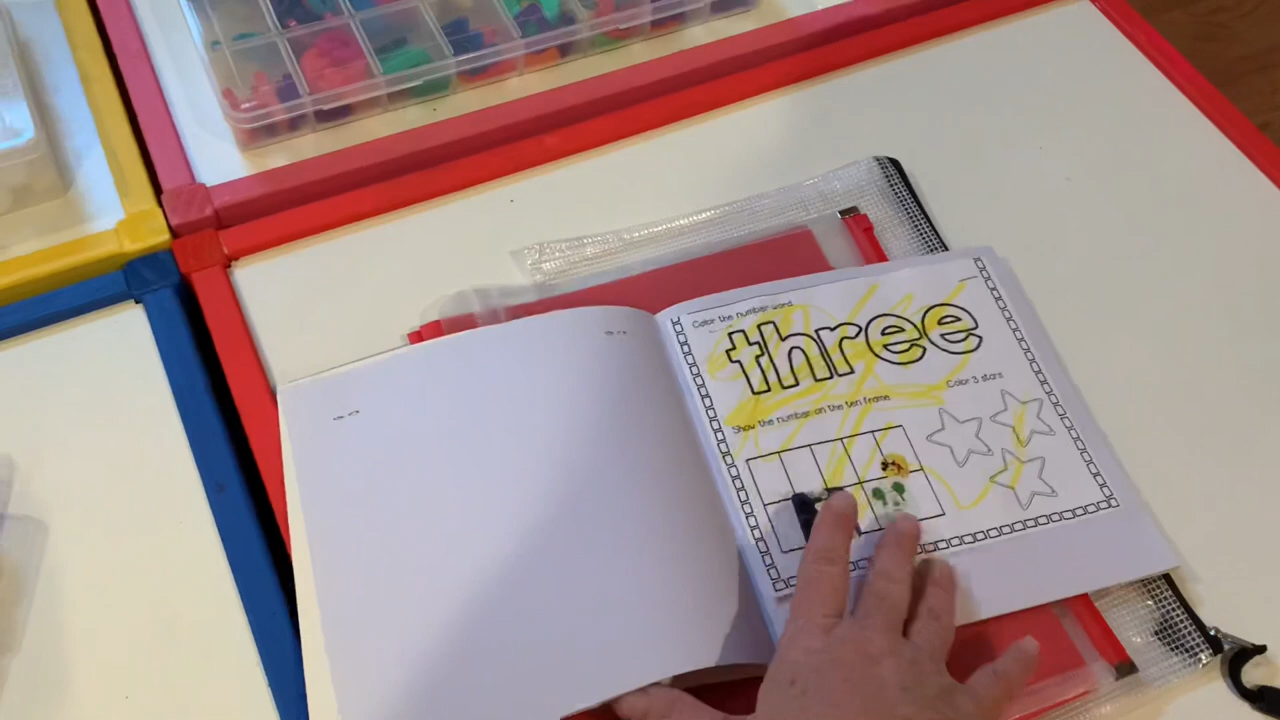 Color the number word
three
Color 3 stars
Show the number on the ten frame